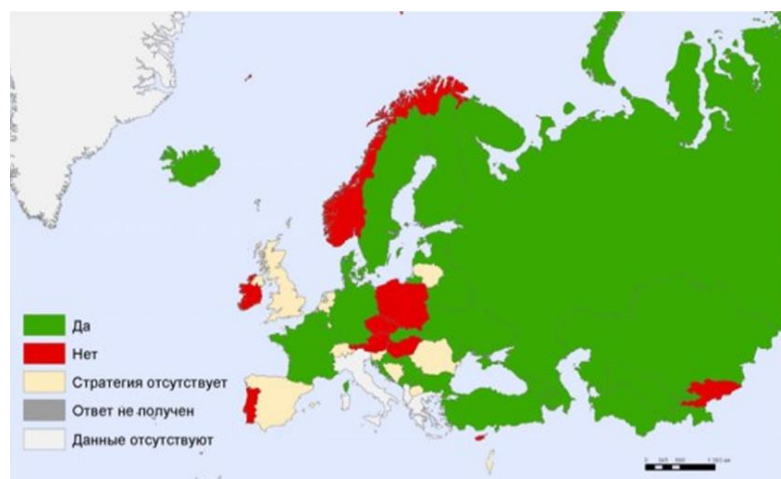 Да
Нет
Стратегия отсутствует
Ответ не получен
Данные отсутствуют